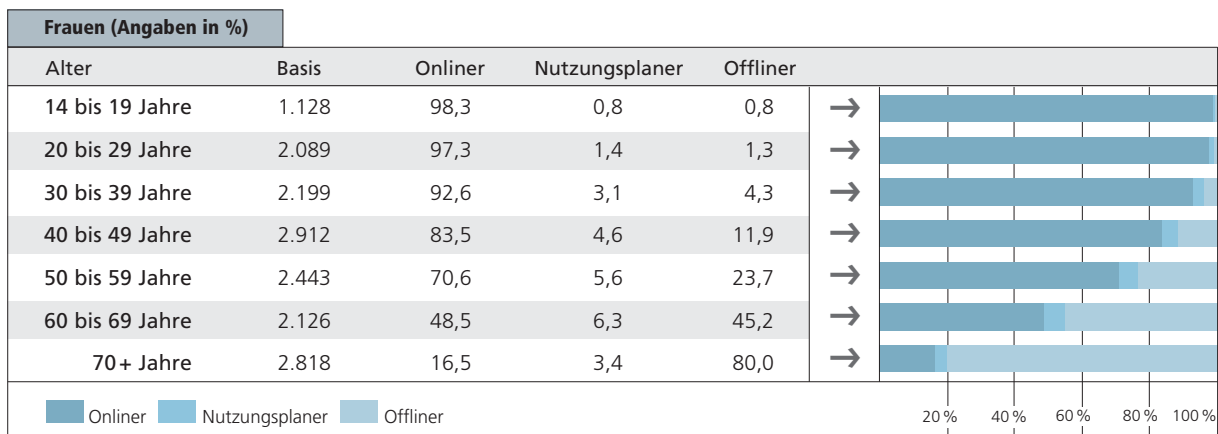 Frauen (Angaben in %)
Alter Basis Onliner Nutzungsplaner Offliner
14 bis 19 Jahre 1.128 98,3 0,8 0,8 →
20 bis 29 Jahre 2.089 97,3 1,4 1,3 →
30 bis 39 Jahre 2.199 92,6 3,1 4,3 →
40 bis 49 Jahre 2.912 83,5 4,6 11,9 →
50 bis 59 Jahre 2.443 70,6 5,6 23,7 →
60 bis 69 Jahre 2.126 48,5 6,3 45,2 →
70+ Jahre 2.818 16,5 3,4 80,0 →
Onliner Nutzungsplaner Offliner 20 % 40 % 60 % 80 % 100 %